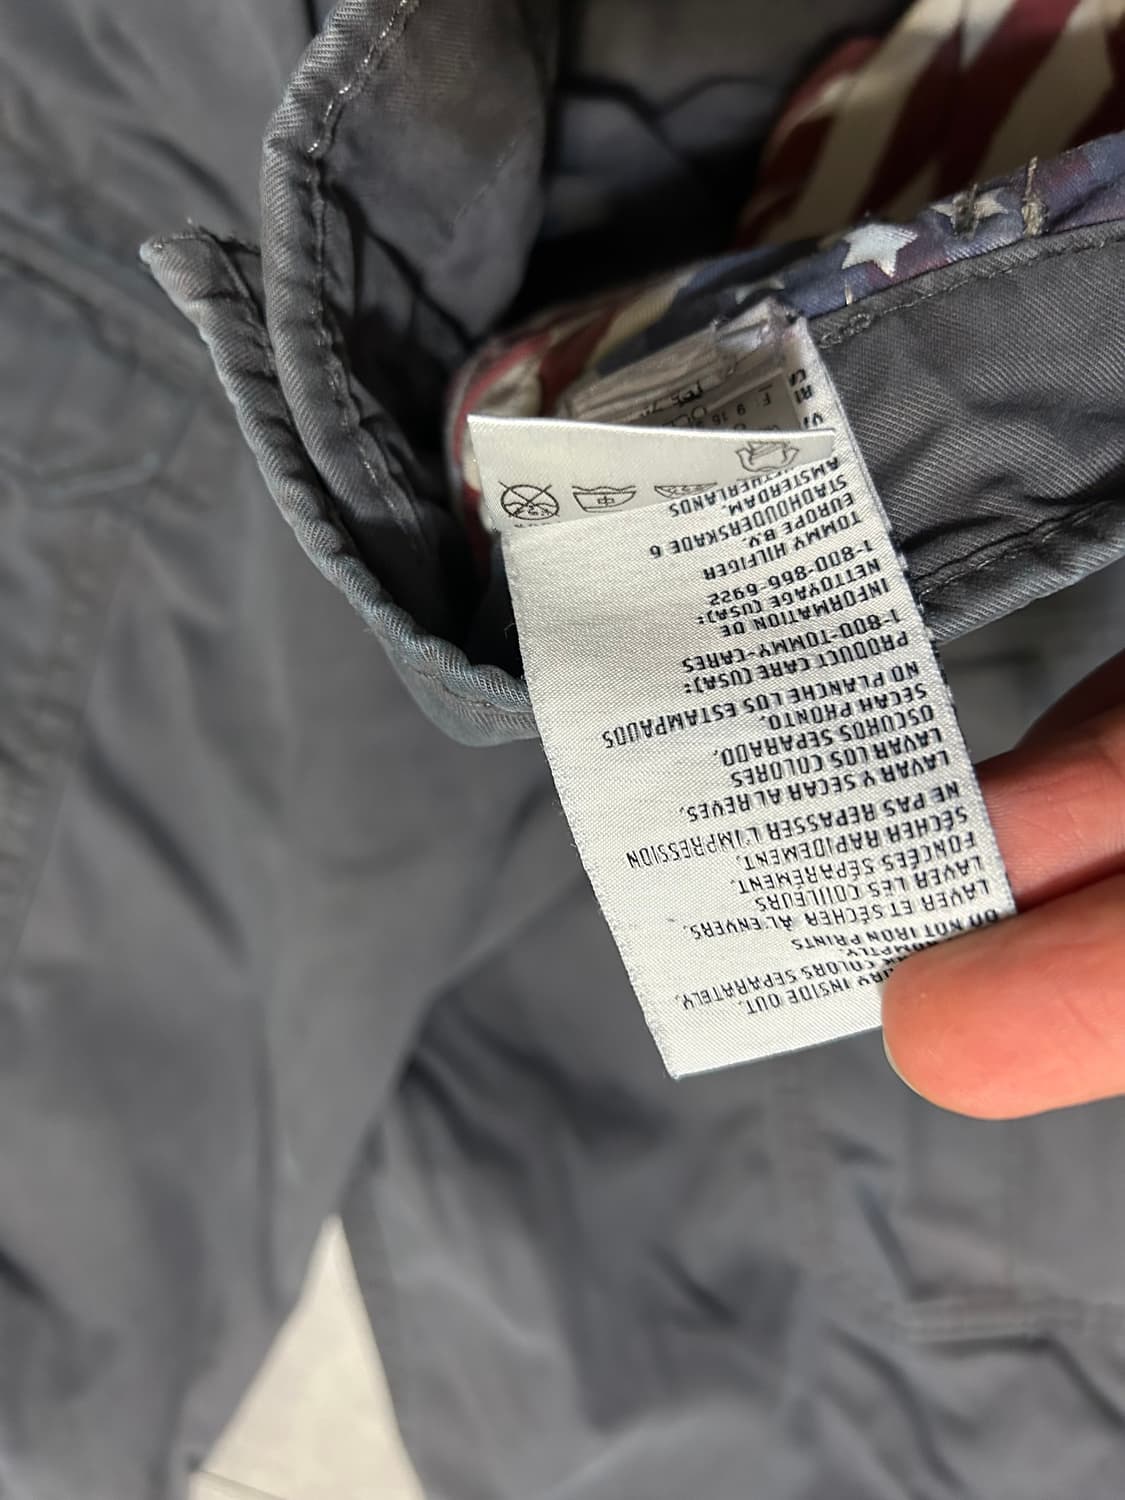 RY INSIDE OUT.
RK COLORS SEPARATELY,
OMATLY.
DO NOT IRON PRINTS
LAVER ET SÉCHER À L'ENVERS.
LAVER LES COULEURS
FONCÉES SÉPARÉMENT.
SÉCHER RAPIDEMENT.
NE PAS REPASSER L'IMPRESSION
LAVAR Y SECAR AL REVES.
LAVAR LOS COLORES
OSCUROS SEPARADO.
SECAR PRONTO.
NO PLANCHE LOS ESTAMPADOS
PRODUCT CARE (USA):
1-800-TOMMY-CARES
INFORMATION DE
NETTOYAGE (USA):
1-800-866-6922
TOMMY HILFIGER
EUROPE B.V.
STADHOUDERSKADE 6
AMSTERDAM,